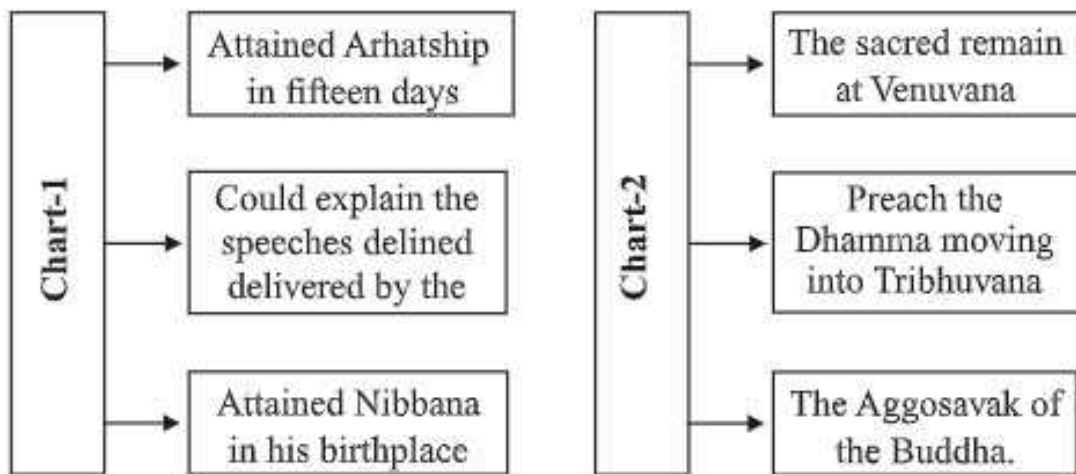 Chart-1
Attained Arhatship
in fifteen days
Could explain the
speeches delined
delivered by the
Attained Nibbana
in his birthplace
Chart-2
The sacred remain
at Venuvana
Preach the
Dhamma moving
into Tribhuvana
The Aggosavak of
the Buddha.